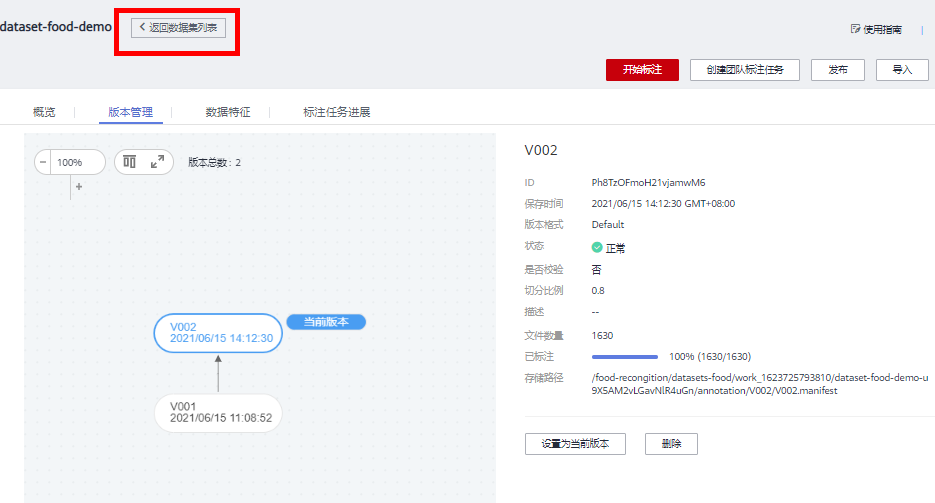 dataset-food-demo
返回数据集列表
使用指南
开始标注
创建团队标注任务
发布
导入
概览
版本管理
数据特征
标注任务进展
100%
版本总数：2
V002
2021/06/15 14:12:30
当前版本
V001
2021/06/15 11:08:52
V002
ID Ph8TzOFmoH21vjamwM6
保存时间 2021/06/15 14:12:30 GMT+08:00
版本格式 Default
状态 正常
是否校验 否
切分比例 0.8
描述 --
文件数量 1630
已标注 100% (1630/1630)
存储路径 /food-recongition/datasets-food/work_1623725793810/dataset-food-demo-u
9X5AM2vLGavNlR4uGn/annotation/V002/V002.manifest
设置为当前版本
删除